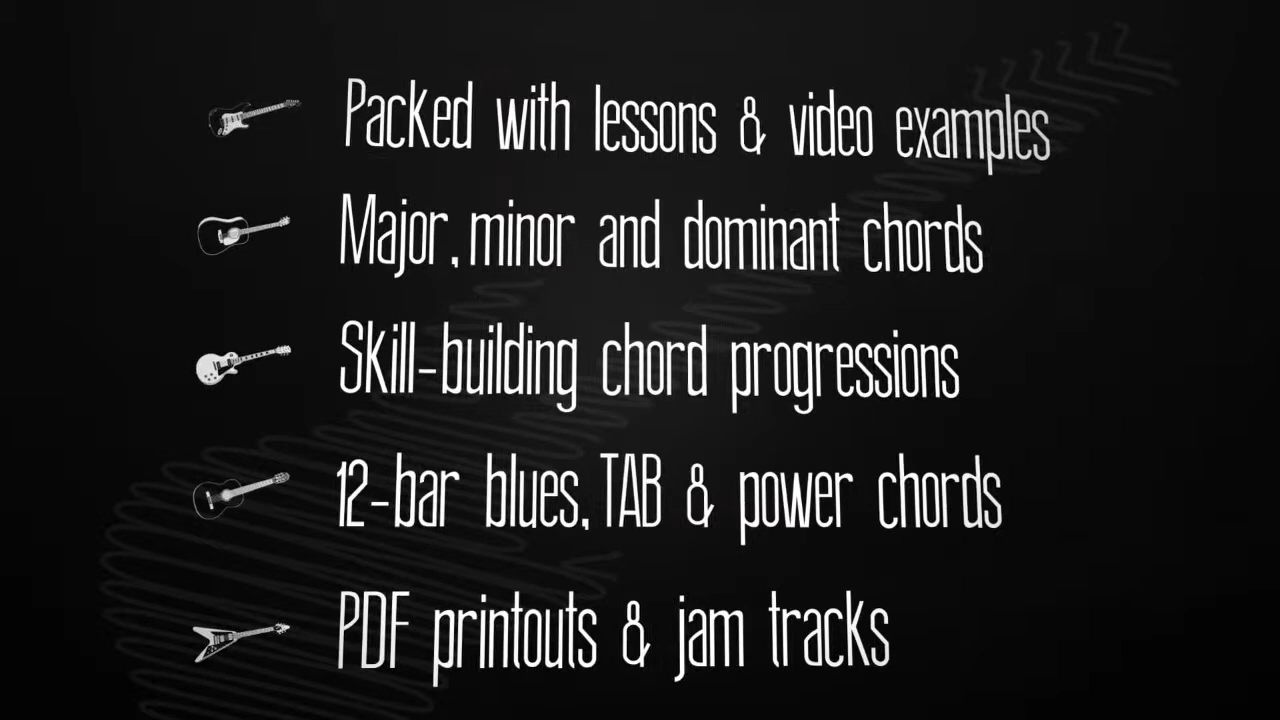 Packed with lessons & video examples
Major, minor and dominant chords
Skill-building chord progressions
12-bar blues, TAB & power chords
PDF printouts & jam tracks